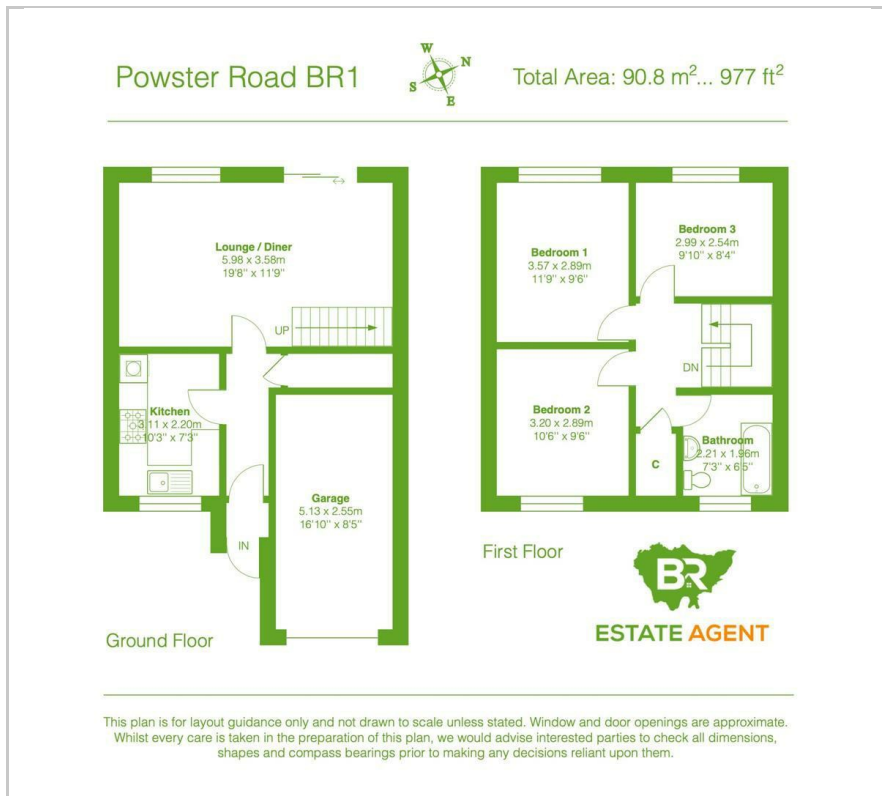 Powster Road BR1
W
N
S
E
Total Area: 90.8 m²... 977 ft²
Lounge / Diner
5.98 x 3.58m
19'8'' x 11'9''
UP
Kitchen
3.11 x 2.20m
10'3'' x 7'3''
Garage
5.13 x 2.55m
16'10'' x 8'5''
IN
Ground Floor
Bedroom 1
3.57 x 2.89m
11'9'' x 9'6''
Bedroom 3
2.99 x 2.54m
9'10'' x 8'4''
DN
Bedroom 2
3.20 x 2.89m
10'6'' x 9'6''
Bathroom
2.21 x 1.96m
7'3'' x 6'5''
C
First Floor
BR
ESTATE AGENT
This plan is for layout guidance only and not drawn to scale unless stated. Window and door openings are approximate.
Whilst every care is taken in the preparation of this plan, we would advise interested parties to check all dimensions,
shapes and compass bearings prior to making any decisions reliant upon them.